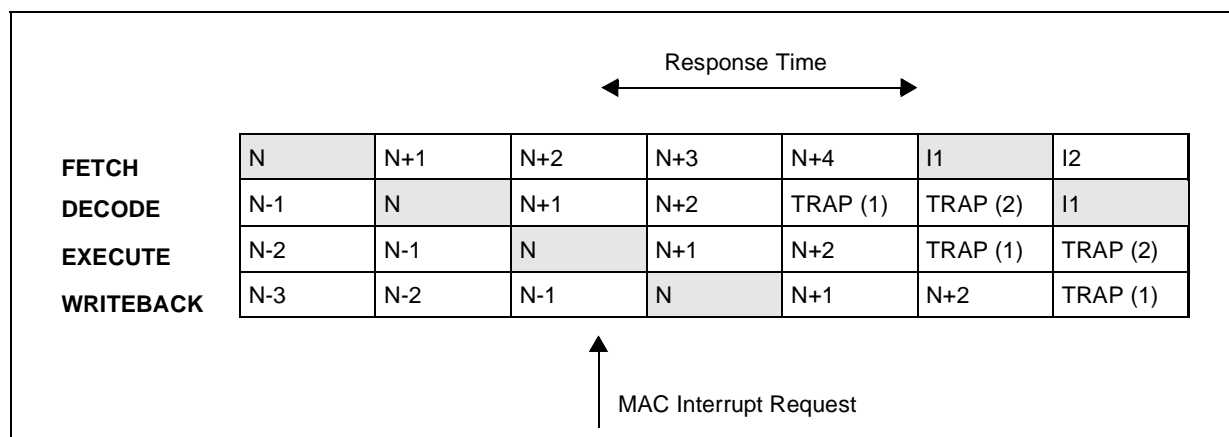 Response Time
FETCH N N+1 N+2 N+3 N+4 I1 I2
DECODE N-1 N N+1 N+2 TRAP (1) TRAP (2) I1
EXECUTE N-2 N-1 N N+1 N+2 TRAP (1) TRAP (2)
WRITEBACK N-3 N-2 N-1 N N+1 N+2 TRAP (1)
MAC Interrupt Request